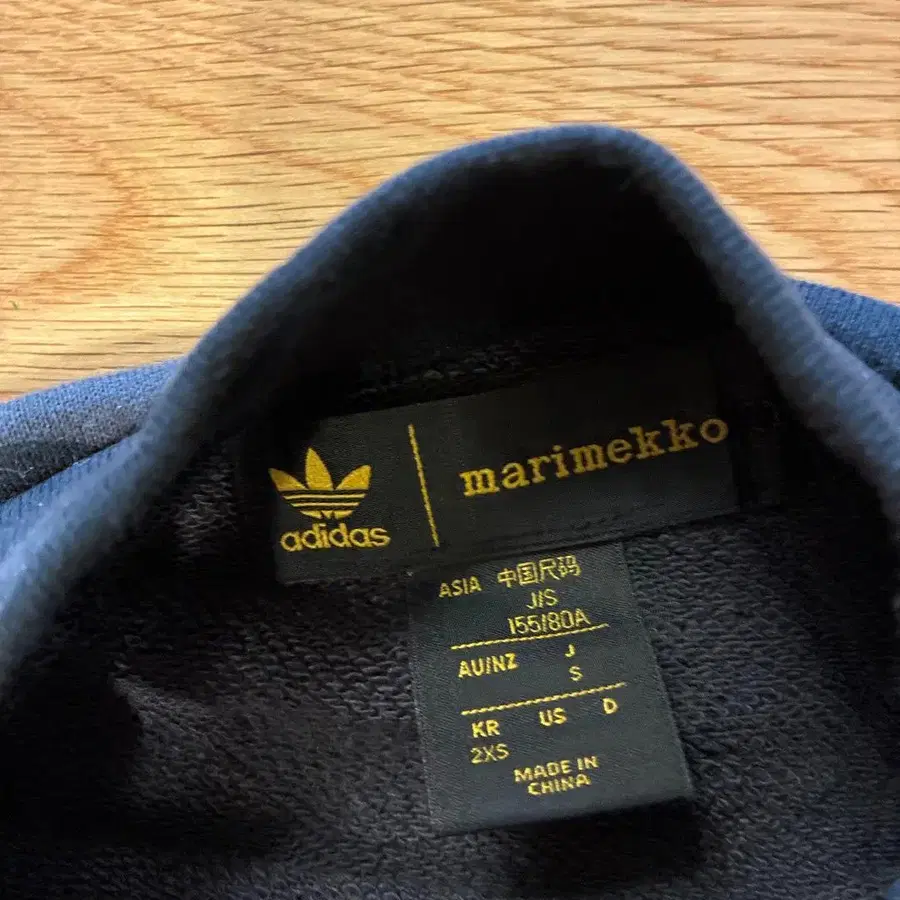 adidas
marimekko
ASIA 中国尺码
J/S
155/80A
AU/NZ J
S
KR US D
2XS
MADE IN
CHINA